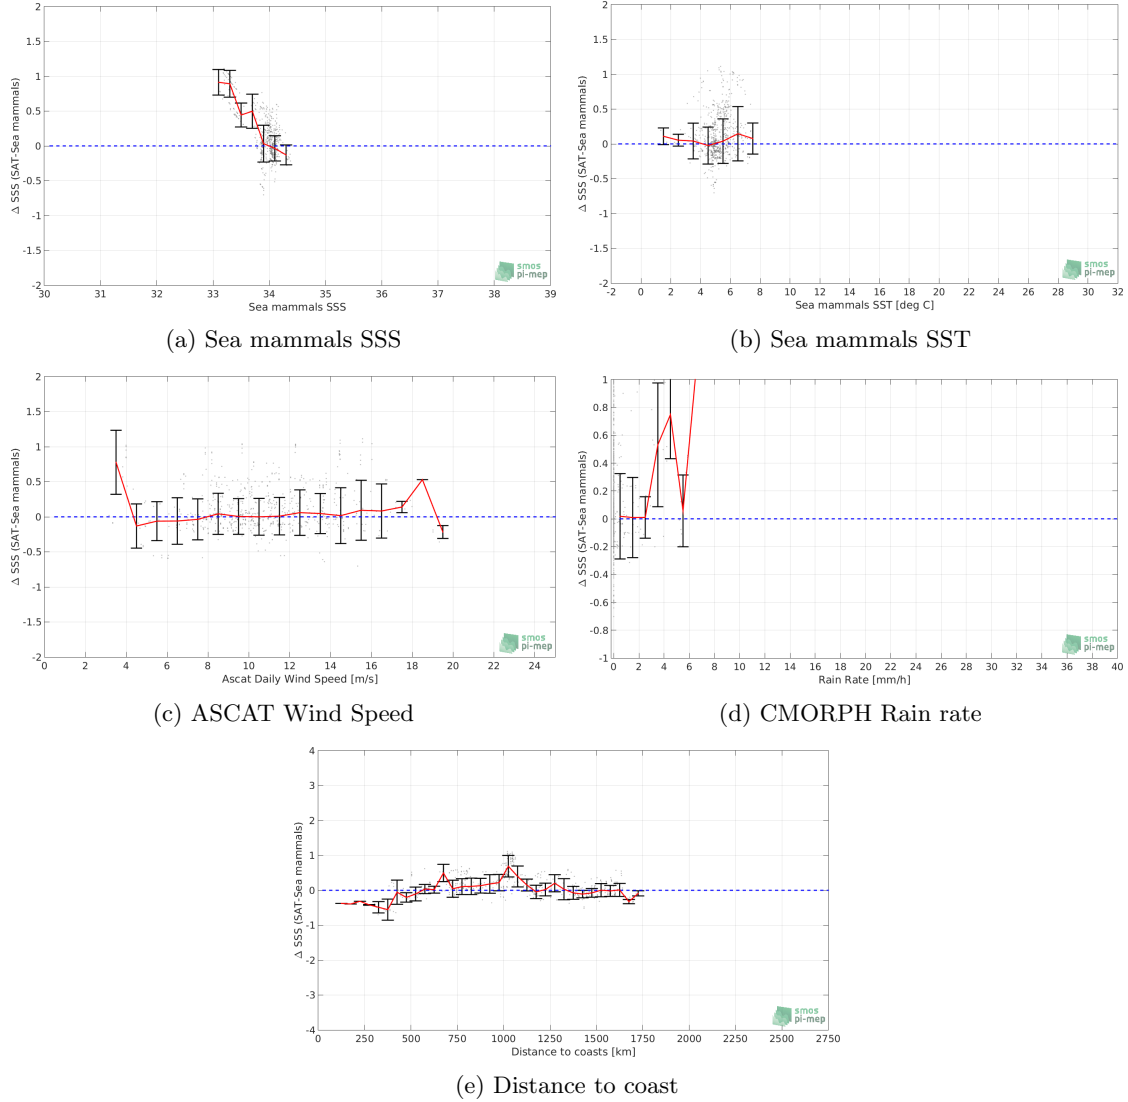 2
1.5
1
0.5
0
-0.5
-1
-1.5
-2
Δ SSS (SAT-Sea mammals)
30 31 32 33 34 35 36 37 38 39
Sea mammals SSS
smos
pi-mep
(a) Sea mammals SSS
2
1.5
1
0.5
0
-0.5
-1
-1.5
-2
Δ SSS (SAT-Sea mammals)
-2 0 2 4 6 8 10 12 14 16 18 20 22 24 26 28 30 32
Sea mammals SST [deg C]
smos
pi-mep
(b) Sea mammals SST
2
1.5
1
0.5
0
-0.5
-1
-1.5
-2
Δ SSS (SAT-Sea mammals)
0 2 4 6 8 10 12 14 16 18 20 22 24
Ascat Daily Wind Speed [m/s]
smos
pi-mep
(c) ASCAT Wind Speed
1
0.8
0.6
0.4
0.2
0
-0.2
-0.4
-0.6
-0.8
-1
Δ SSS (SAT-Sea mammals)
0 2 4 6 8 10 12 14 16 18 20 22 24 26 28 30 32 34 36 38 40
Rain Rate [mm/h]
smos
pi-mep
(d) CMORPH Rain rate
4
3
2
1
0
-1
-2
-3
-4
Δ SSS (SAT-Sea mammals)
0 250 500 750 1000 1250 1500 1750 2000 2250 2500 2750
Distance to coasts [km]
smos
pi-mep
(e) Distance to coast